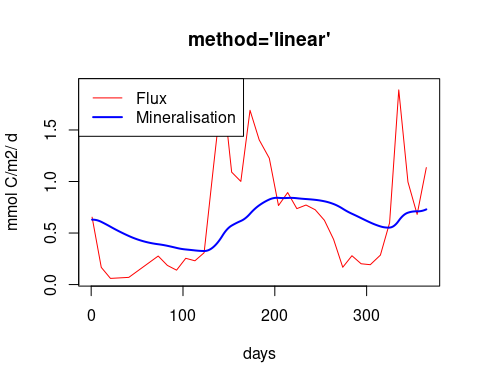 method='linear'
Flux
Mineralisation
mmol C/m2/ d
1.5
1.0
0.5
0.0
0 100 200 300
days